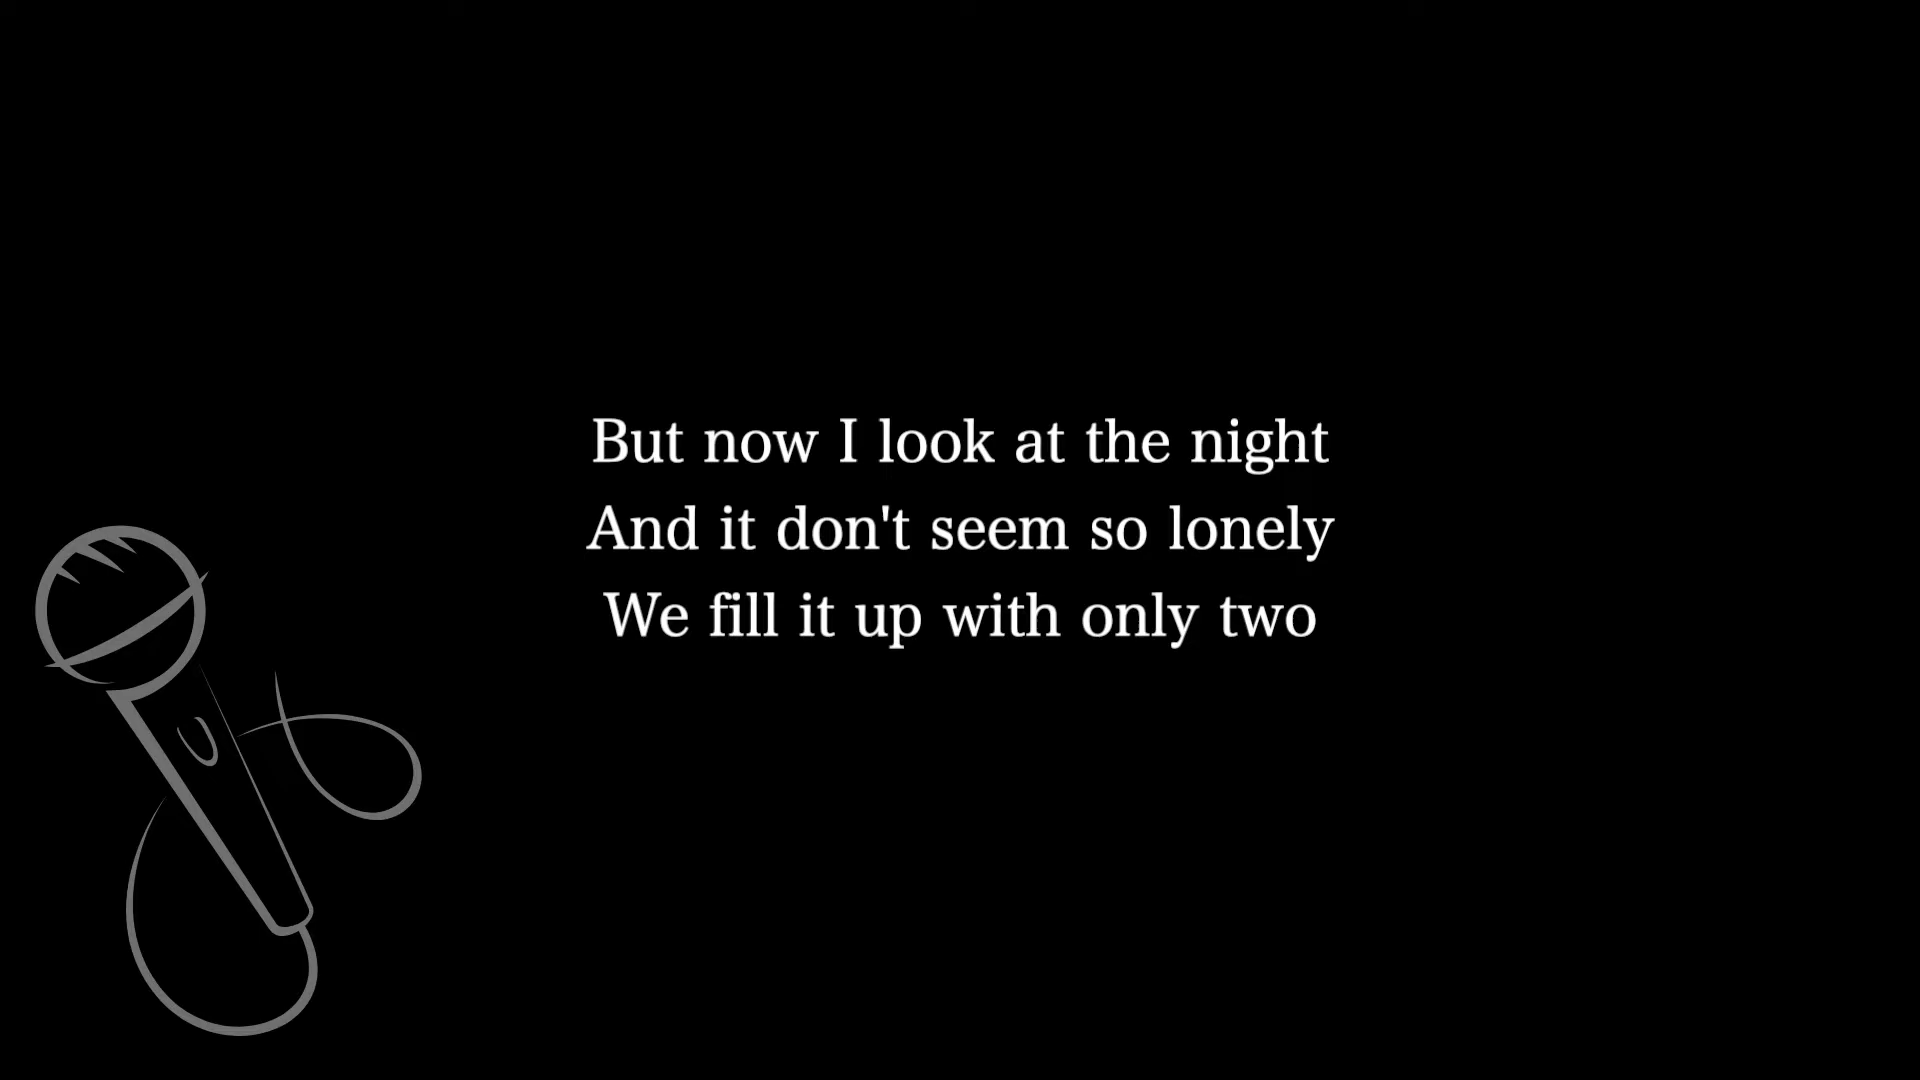 But now I look at the night
And it don't seem so lonely
We fill it up with only two